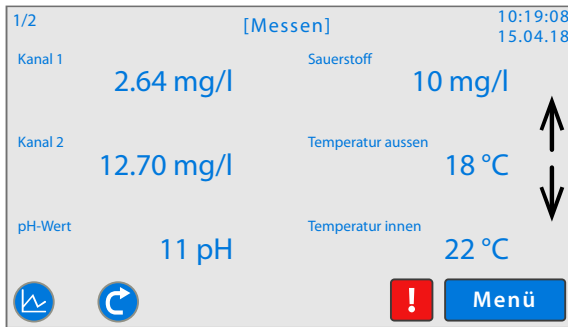 1/2
[Messen]
10:19:08
15.04.18
Kanal 1
2.64 mg/l
Sauerstoff
10 mg/l
Kanal 2
12.70 mg/l
Temperatur aussen
18 °C
pH-Wert
11 pH
Temperatur innen
22 °C
!
Menü